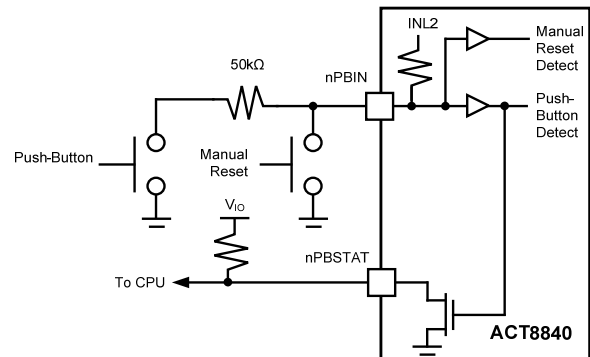 INL2
Manual
Reset
Detect
50kΩ
nPBIN
Push-
Button
Detect
Push-Button
Manual
Reset
VIO
nPBSTAT
To CPU
ACT8840